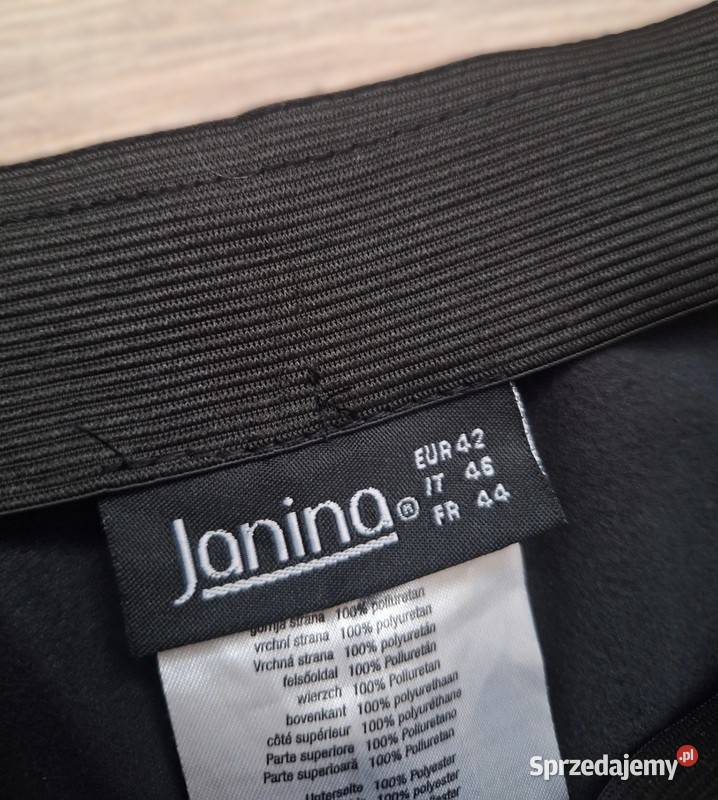 Janina®
EUR 42
IT 46
FR 44
gornja strana 100% poliuretan
vrchní strana 100% polyuretan
Vrchná strana 100% polyuretán
felsőoldal 100% Poliuretán
wierzch 100% Poliuretan
bovenkant 100% polyurethaan
côté supérieur 100% polyuréthane
Parte superiore 100% Poliuretano
Parte superioară 100% Poliuretan
Unterseite 100% Polyester
100% polyester
Sprzedajemy.pl